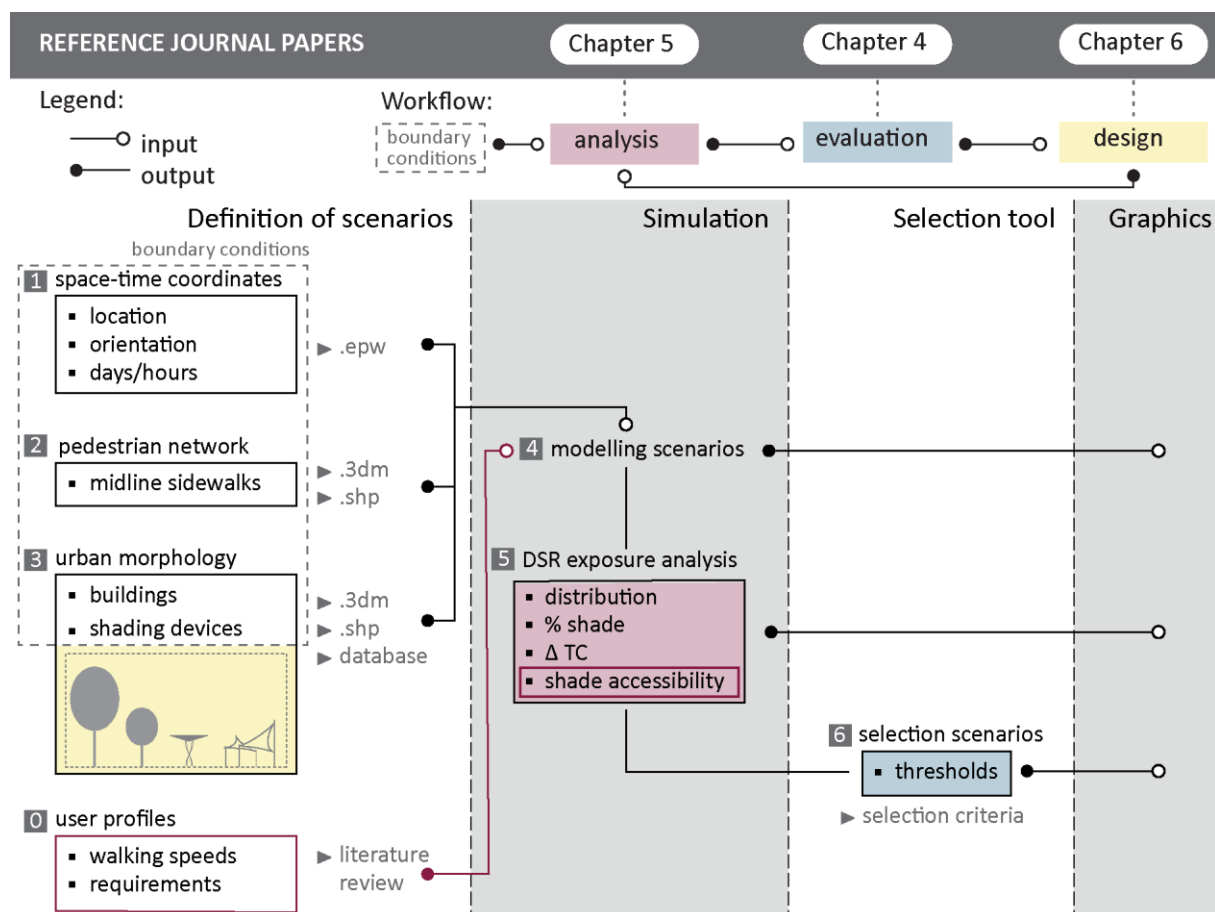 REFERENCE JOURNAL PAPERS
Chapter 5
Chapter 4
Chapter 6
Legend:
input
output
Workflow:
boundary
conditions
analysis
evaluation
design
Definition of scenarios
Simulation
Selection tool
Graphics
boundary conditions
1 space-time coordinates
▪ location
▪ orientation
▪ days/hours
▶ .epw
2 pedestrian network
▪ midline sidewalks
▶ .3dm
▶ .shp
3 urban morphology
▪ buildings
▪ shading devices
▶ .3dm
▶ .shp
▶ database
0 user profiles
▪ walking speeds
▪ requirements
▶ literature
review
4 modelling scenarios
5 DSR exposure analysis
▪ distribution
▪ % shade
▪ Δ TC
▪ shade accessibility
6 selection scenarios
▪ thresholds
▶ selection criteria